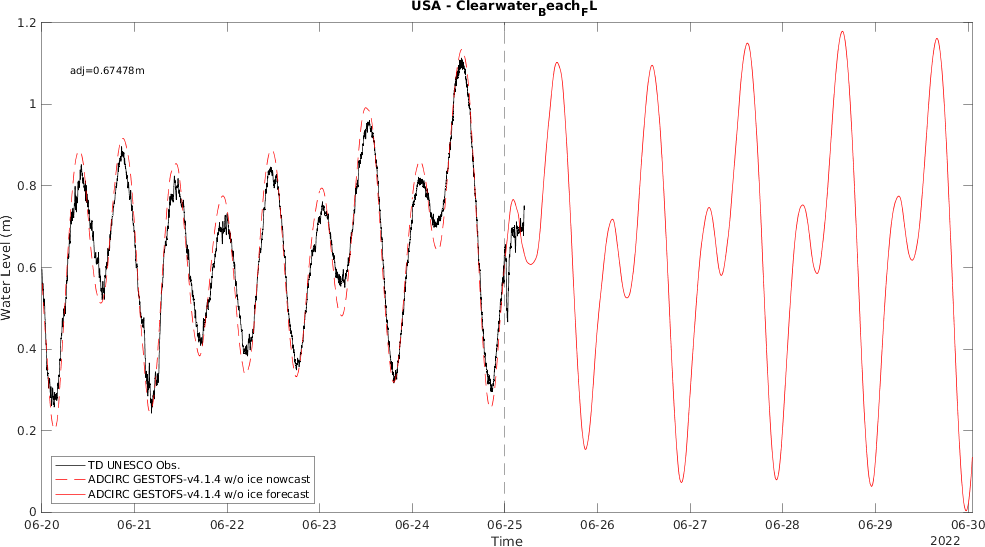 USA - Clearwater_Beach_FL
adj=0.67478m
1.2
1
0.8
0.6
0.4
0.2
0
Water Level (m)
TD UNESCO Obs.
ADCIRC GESTOFS-v4.1.4 w/o ice nowcast
ADCIRC GESTOFS-v4.1.4 w/o ice forecast
06-20 06-21 06-22 06-23 06-24 06-25 06-26 06-27 06-28 06-29 06-30
Time
2022